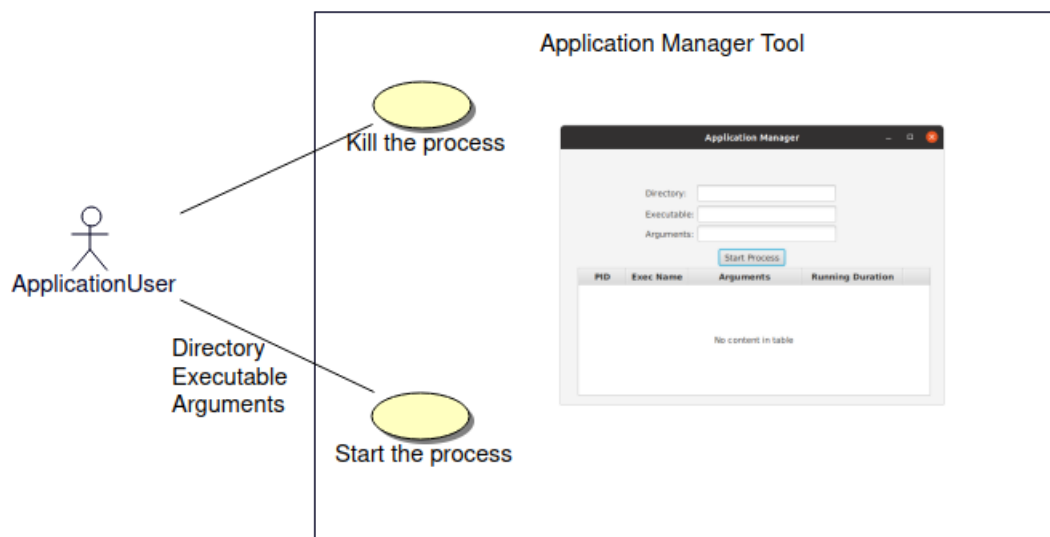 Application Manager Tool
Kill the process
Application Manager
Directory:
Executable:
Arguments:
Start Process
PID Exec Name Arguments Running Duration
No content in table
ApplicationUser
Directory
Executable
Arguments
Start the process